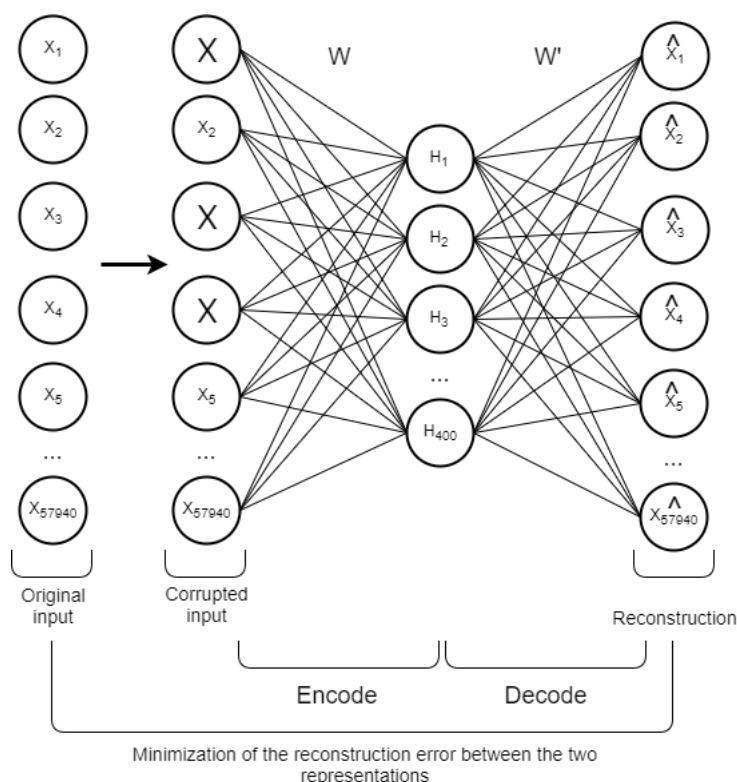 X1 X W W' X̂1
X2 X2 X̂2
H1
X3 X X̂3
H2
X4 X H3 X̂4
...
X5 X5 X̂5
H400
... ... ...
X57940 X57940 X̂57940
Original
input
Corrupted
input
Reconstruction
Encode Decode
Minimization of the reconstruction error between the two
representations